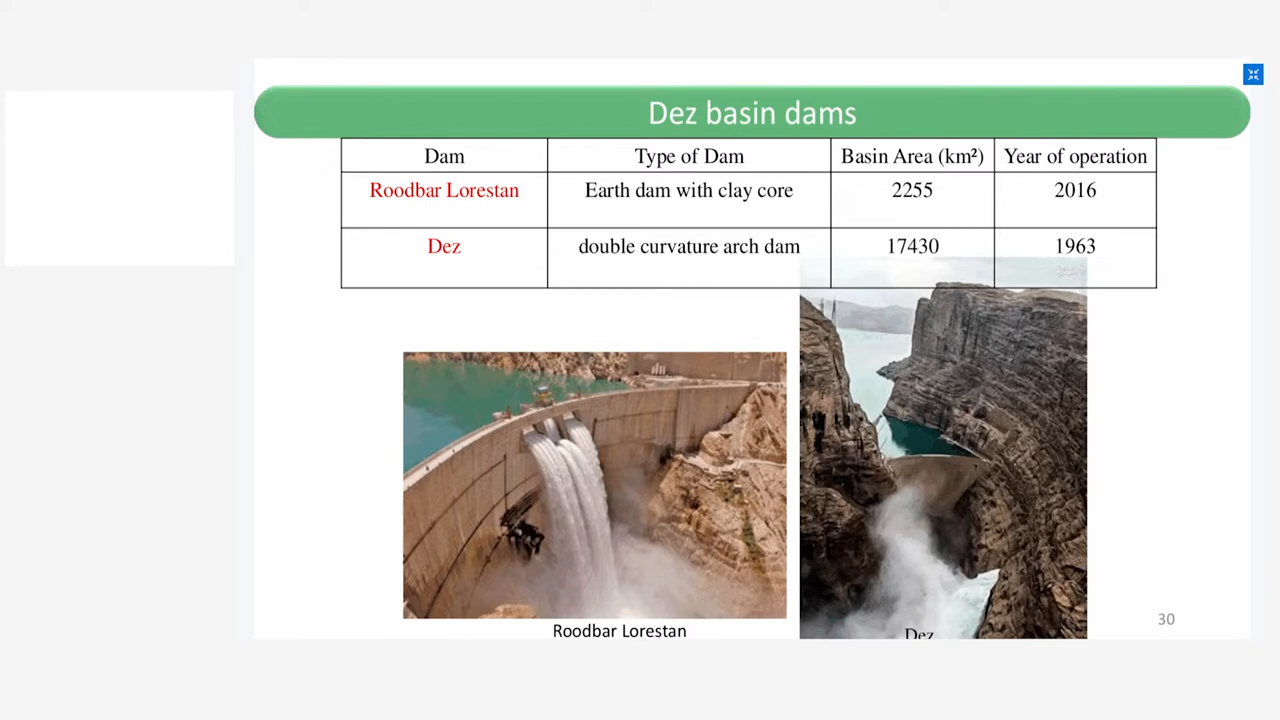 Dez basin dams
Dam Type of Dam Basin Area (km²) Year of operation
Roodbar Lorestan Earth dam with clay core 2255 2016
Dez double curvature arch dam 17430 1963
Roodbar Lorestan
Dez
30